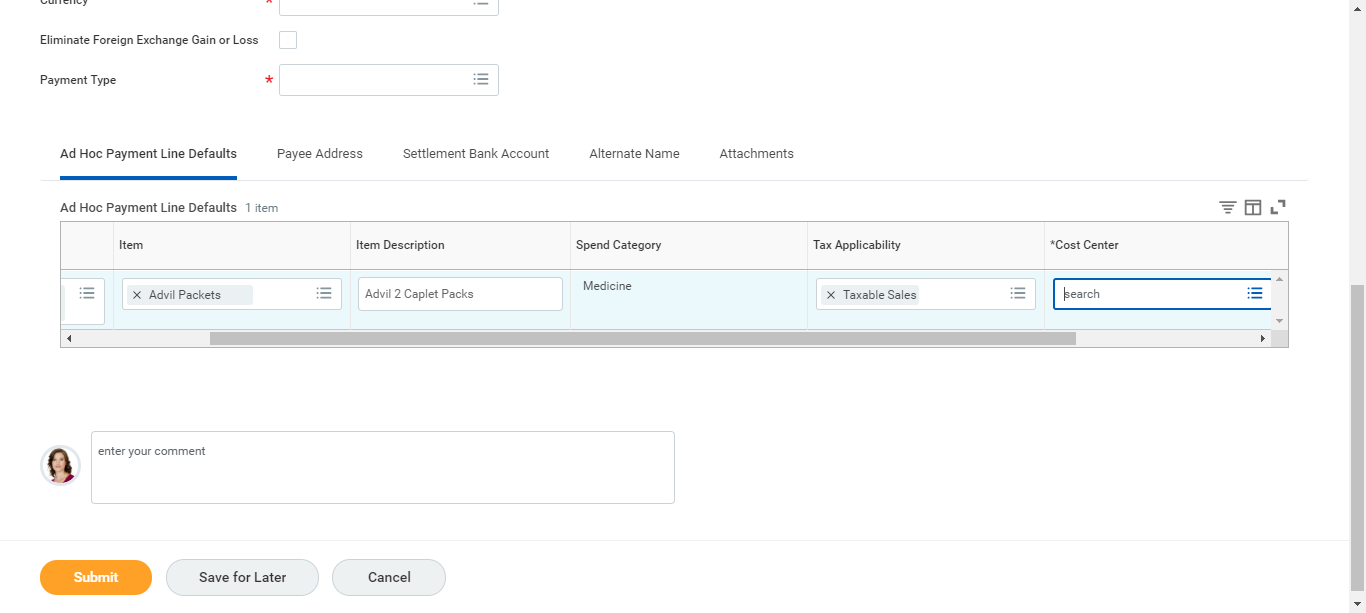 Currency *
Eliminate Foreign Exchange Gain or Loss
Payment Type *
Ad Hoc Payment Line Defaults Payee Address Settlement Bank Account Alternate Name Attachments
Ad Hoc Payment Line Defaults 1 item
Item Item Description Spend Category Tax Applicability *Cost Center
Advil Packets Advil 2 Caplet Packs Medicine Taxable Sales search
enter your comment
Submit Save for Later Cancel